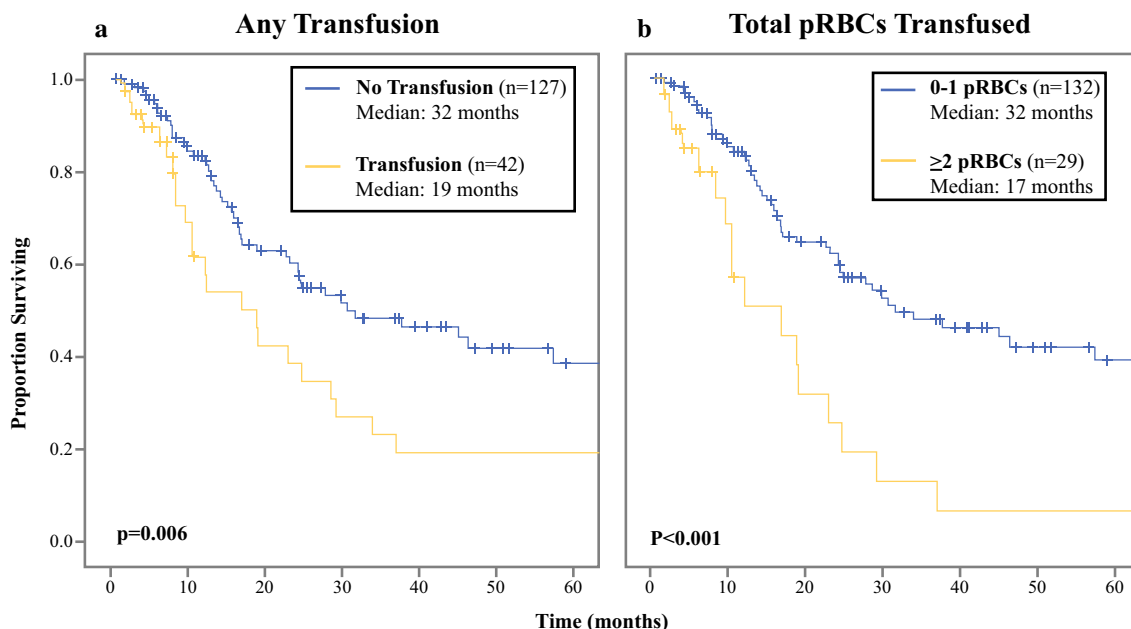 a
Any Transfusion
b
Total pRBCs Transfused
Proportion Surviving
1.0
0.8
0.6
0.4
0.2
0.0
No Transfusion (n=127)
Median: 32 months
Transfusion (n=42)
Median: 19 months
p=0.006
0 10 20 30 40 50 60
0-1 pRBCs (n=132)
Median: 32 months
≥2 pRBCs (n=29)
Median: 17 months
P<0.001
0 10 20 30 40 50 60
Time (months)